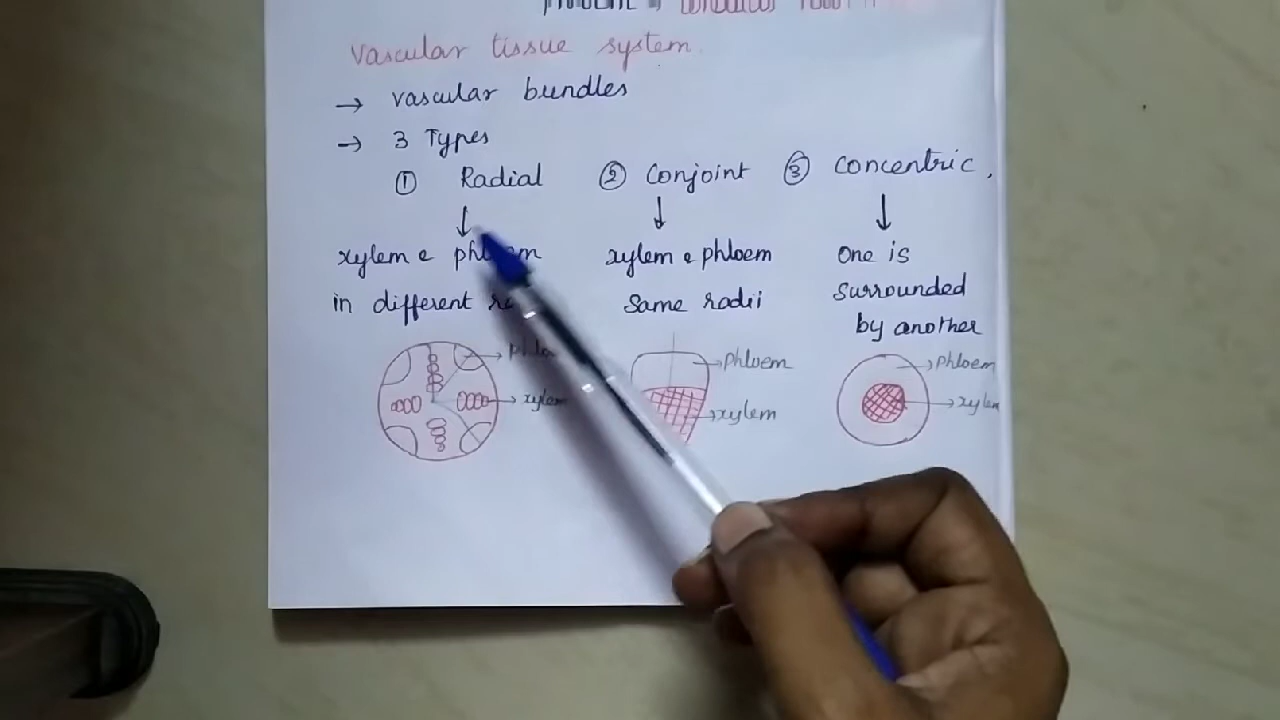 Vascular tissue system.
→ vascular bundles
→ 3 Types
① Radial ② Conjoint ③ Concentric.
xylem & phloem
in different
xylem & phloem
same radii
One is
surrounded
by another
xylem
phloem
xylem
phloem
xylem